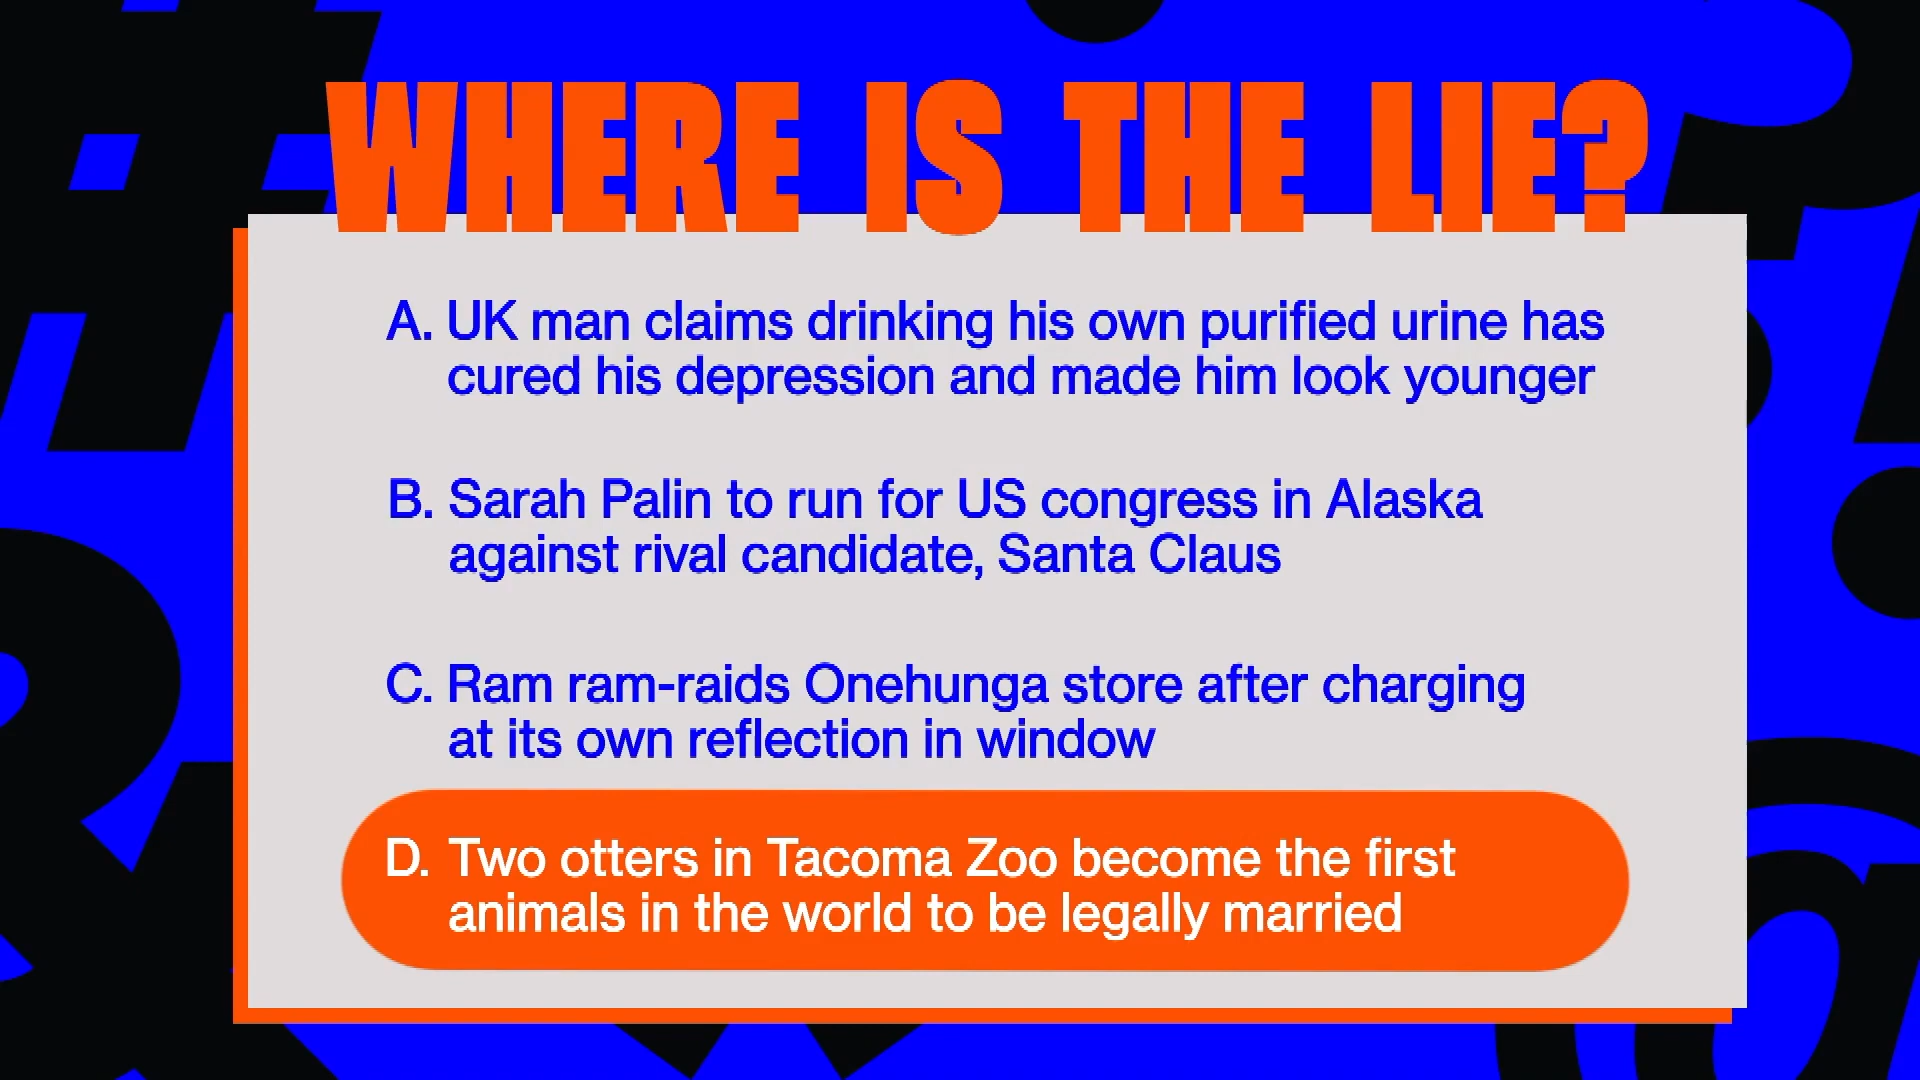 WHERE IS THE LIE?
A. UK man claims drinking his own purified urine has
cured his depression and made him look younger
B. Sarah Palin to run for US congress in Alaska
against rival candidate, Santa Claus
C. Ram ram-raids Onehunga store after charging
at its own reflection in window
D. Two otters in Tacoma Zoo become the first
animals in the world to be legally married